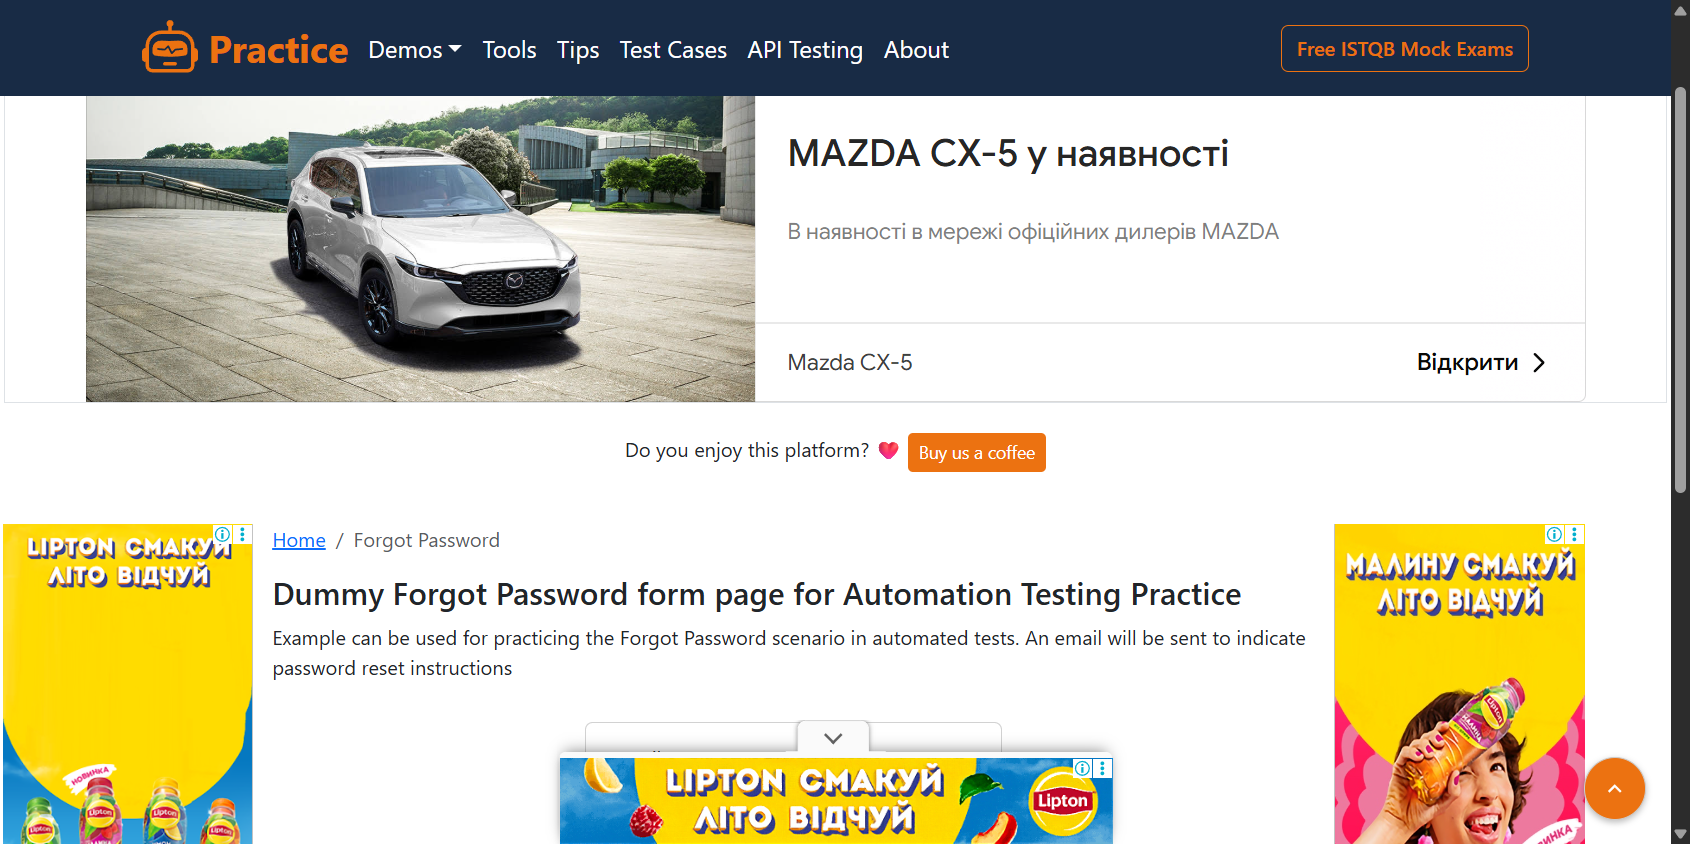 Practice
Demos
Tools
Tips
Test Cases
API Testing
About
Free ISTQB Mock Exams
MAZDA CX-5 у наявності
В наявності в мережі офіційних дилерів MAZDA
Mazda CX-5
Відкрити
Do you enjoy this platform?
Buy us a coffee
LIPTON СМАКУЙ
ЛІТО ВІДЧУЙ
НОВИНКА
Lipton
Lipton
Lipton
Lipton
Home / Forgot Password
Dummy Forgot Password form page for Automation Testing Practice
Example can be used for practicing the Forgot Password scenario in automated tests. An email will be sent to indicate
password reset instructions
LIPTON СМАКУЙ
ЛІТО ВІДЧУЙ
Lipton
МАЛИНУ СМАКУЙ
ЛІТО ВІДЧУЙ
Lipton
МАЛИНА